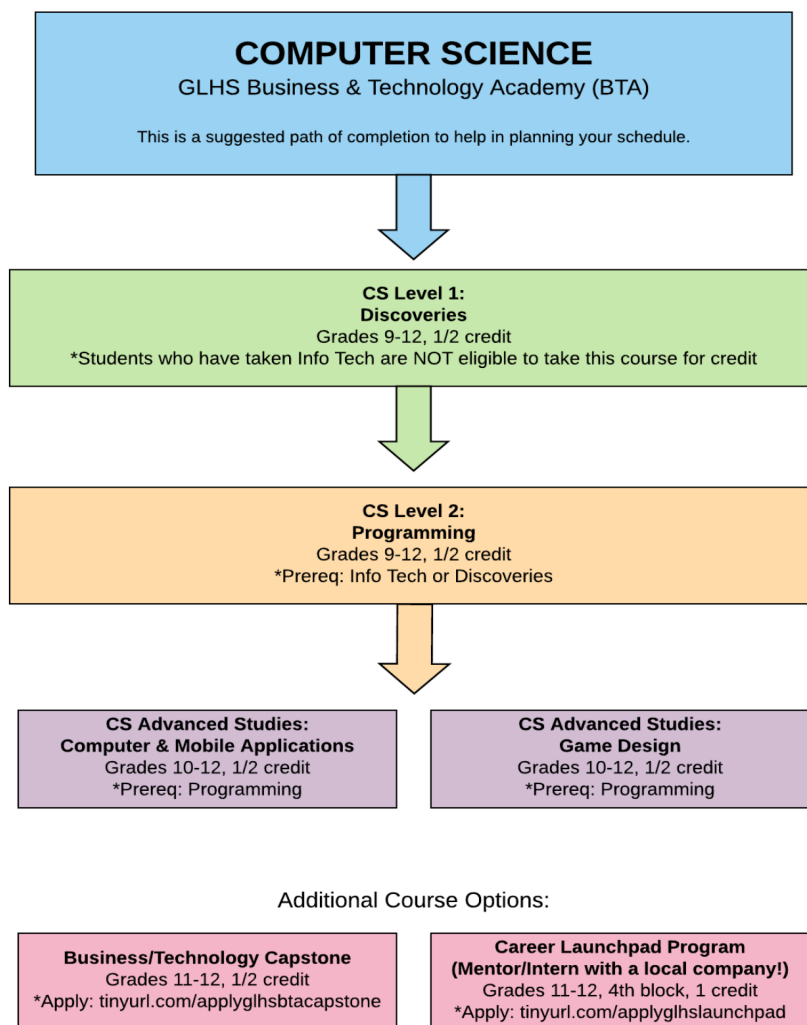 COMPUTER SCIENCE
GLHS Business & Technology Academy (BTA)
This is a suggested path of completion to help in planning your schedule.
CS Level 1:
Discoveries
Grades 9-12, 1/2 credit
*Students who have taken Info Tech are NOT eligible to take this course for credit
CS Level 2:
Programming
Grades 9-12, 1/2 credit
*Prereq: Info Tech or Discoveries
CS Advanced Studies:
Computer & Mobile Applications
Grades 10-12, 1/2 credit
*Prereq: Programming
CS Advanced Studies:
Game Design
Grades 10-12, 1/2 credit
*Prereq: Programming
Additional Course Options:
Business/Technology Capstone
Grades 11-12, 1/2 credit
*Apply: tinyurl.com/applyglhsbtacapstone
Career Launchpad Program
(Mentor/Intern with a local company!)
Grades 11-12, 4th block, 1 credit
*Apply: tinyurl.com/applyglhslaunchpad